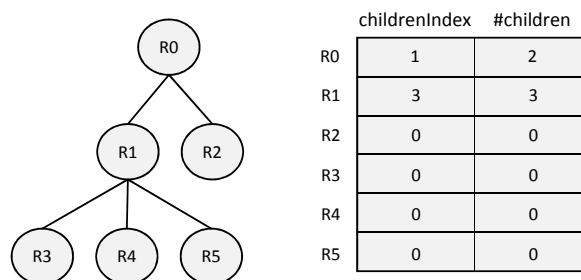 R0
R1 R2
R3 R4 R5
childrenIndex #children
R0 1 2
R1 3 3
R2 0 0
R3 0 0
R4 0 0
R5 0 0